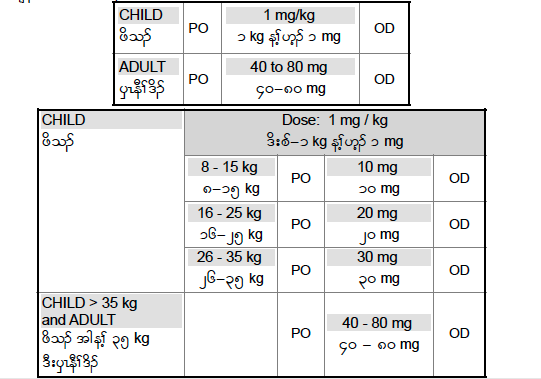 CHILD
ဖိသၣ်
PO
1 mg/kg
၁ kg န့ၢ်ဟ့ၣ် ၁ mg
OD
ADULT
ပှၤနီၢ်ဒိၣ်
PO
40 to 80 mg
၄၀–၈၀ mg
OD
CHILD
ဖိသၣ်
Dose: 1 mg / kg
ဒိးစ်–၁ kg န့ၢ်ဟ့ၣ် ၁ mg
8 - 15 kg
၈–၁၅ kg
PO
10 mg
၁၀ mg
OD
16 - 25 kg
၁၆–၂၅ kg
PO
20 mg
၂၀ mg
OD
26 - 35 kg
၂၆–၃၅ kg
PO
30 mg
၃၀ mg
OD
CHILD > 35 kg
and ADULT
ဖိသၣ် အါန့ၢ် ၃၅ kg
ဒီးပှၤနီၢ်ဒိၣ်
PO
40 - 80 mg
၄၀ – ၈၀ mg
OD